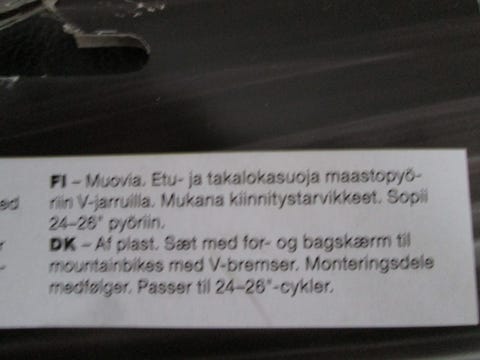 FI – Muovia. Etu- ja takalokasuoja maastopyö-
ed riin V-jarruilla. Mukana kiinnitystarvikkeet. Sopii
24–26" pyöriin.
r DK – Af plast. Sæt med for- og bagskærm til
- mountainbikes med V-bremser. Monteringsdele
medfølger. Passer til 24–26"-cykler.